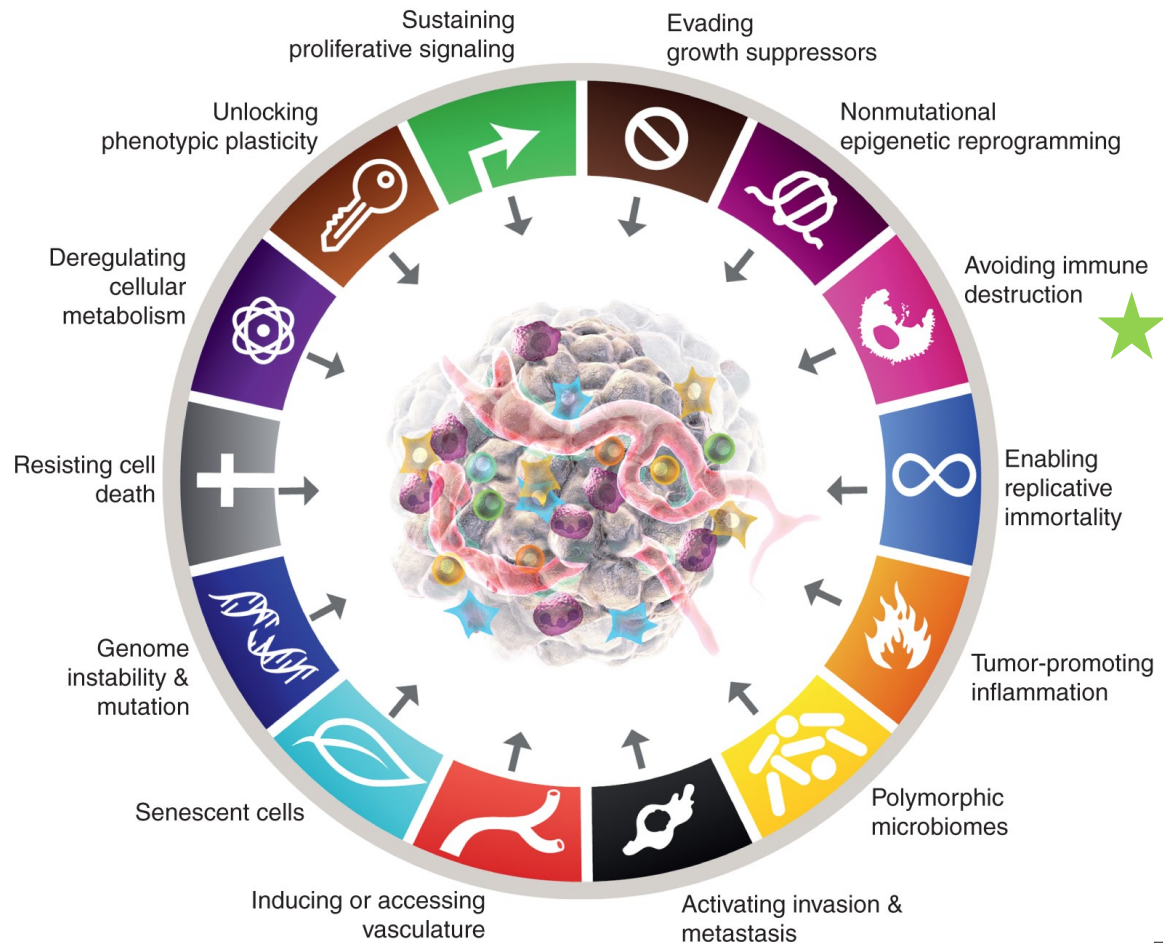 Sustaining
proliferative signaling
Evading
growth suppressors
Nonmutational
epigenetic reprogramming
Avoiding immune
destruction
Enabling
replicative
immortality
Tumor-promoting
inflammation
Polymorphic
microbiomes
Activating invasion &
metastasis
Inducing or accessing
vasculature
Senescent cells
Genome
instability &
mutation
Resisting cell
death
Deregulating
cellular
metabolism
Unlocking
phenotypic plasticity